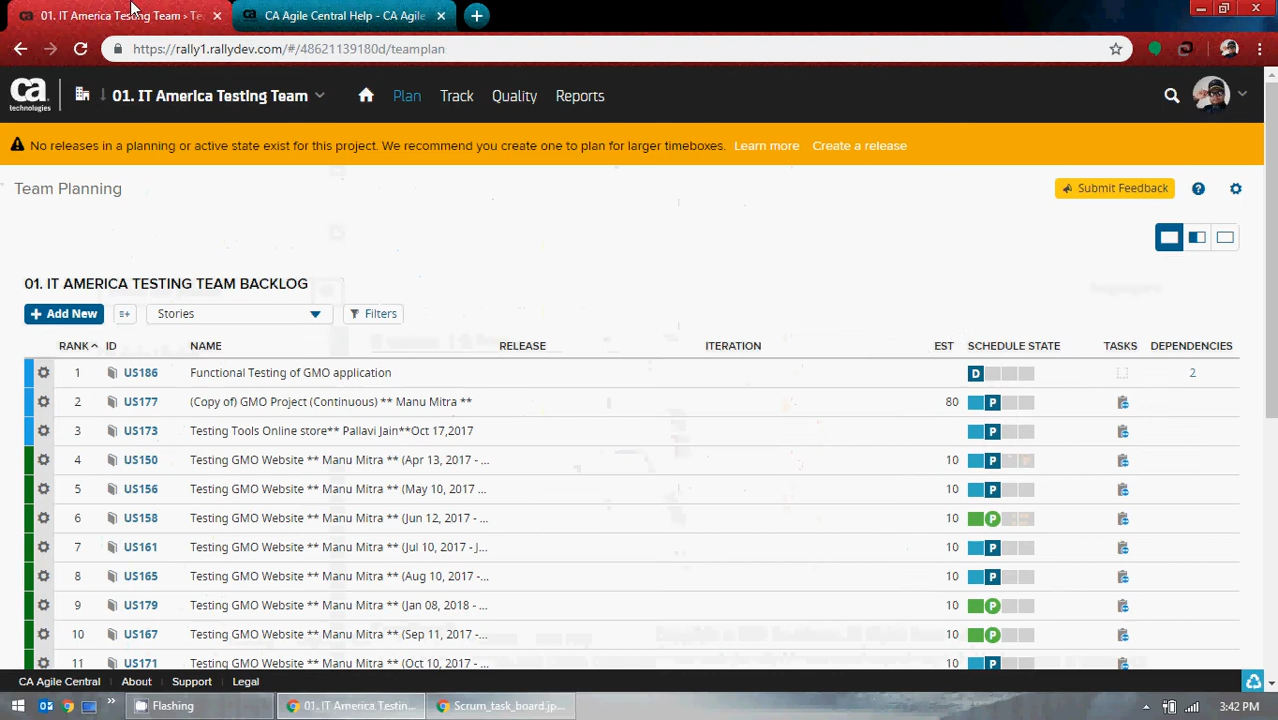 01. IT America Testing Team › Te
CA Agile Central Help - CA Agile
https://rally1.rallydev.com/#/48621139180d/teamplan
ca technologies
01. IT America Testing Team
Plan
Track
Quality
Reports
No releases in a planning or active state exist for this project. We recommend you create one to plan for larger timeboxes. Learn more Create a release
Team Planning
Submit Feedback
01. IT AMERICA TESTING TEAM BACKLOG
+ Add New
Stories
Filters
RANK ID NAME RELEASE ITERATION EST SCHEDULE STATE TASKS DEPENDENCIES
1 US186 Functional Testing of GMO application D 2
2 US177 (Copy of) GMO Project (Continuous) ** Manu Mitra ** 80 P
3 US173 Testing Tools Online store** Pallavi Jain**Oct 17,2017 P
4 US150 Testing GMO Website ** Manu Mitra ** (Apr 13, 2017 - ... 10 P
5 US156 Testing GMO Website ** Manu Mitra ** (May 10, 2017 ... 10 P
6 US158 Testing GMO Website ** Manu Mitra ** (Jun 12, 2017 - ... 10 P
7 US161 Testing GMO Website ** Manu Mitra ** (Jul 10, 2017 - J... 10 P
8 US165 Testing GMO Website ** Manu Mitra ** (Aug 10, 2017 - ... 10 P
9 US179 Testing GMO Website ** Manu Mitra ** (Jan 08, 2018 - ... 10 P
10 US167 Testing GMO Website ** Manu Mitra ** (Sep 11, 2017 - ... 10 P
11 US171 Testing GMO Website ** Manu Mitra ** (Oct 10, 2017 - ... 10 P
CA Agile Central About Support Legal
Flashing
01. IT America Testin...
Scrum_task_board.jp...
3:42 PM